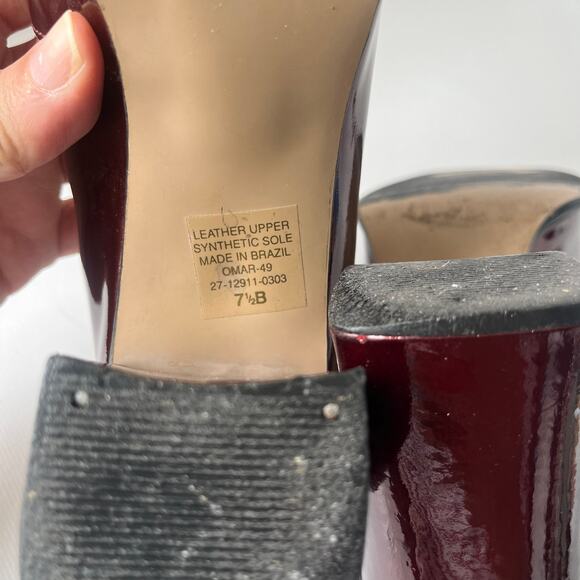 LEATHER UPPER
SYNTHETIC SOLE
MADE IN BRAZIL
OMAR-49
27-12911-0303
7½B